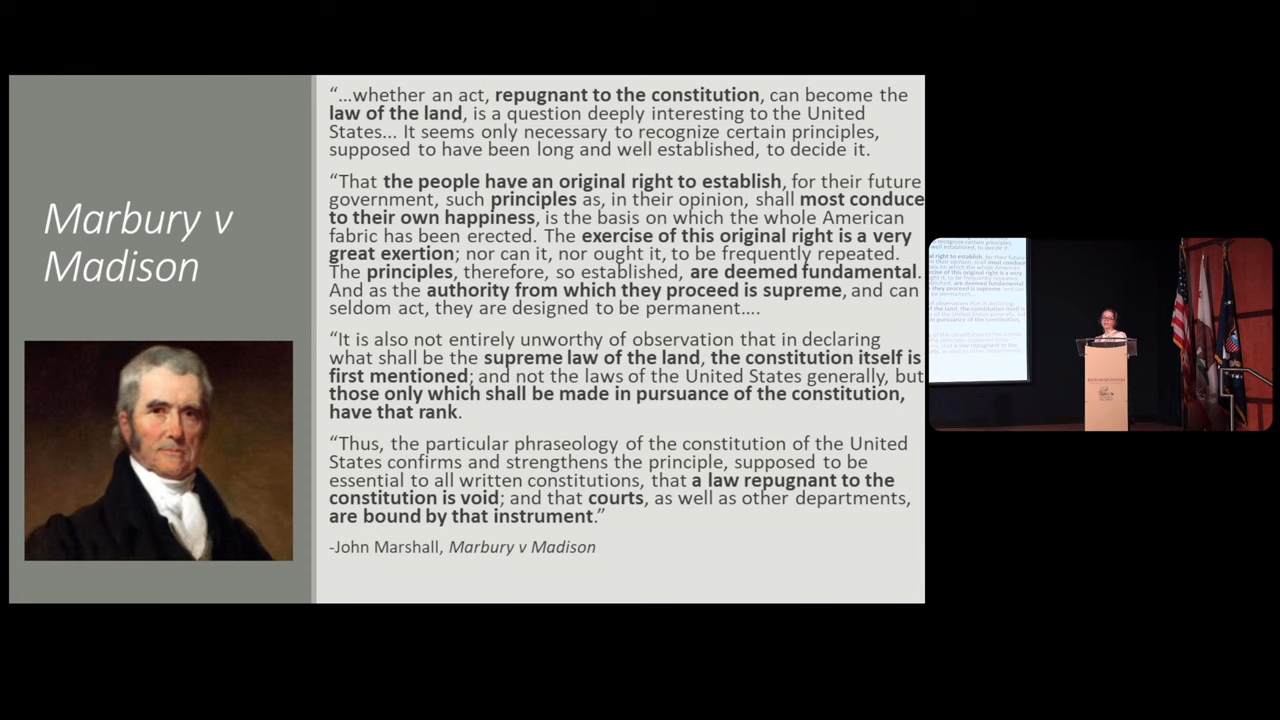 Marbury v
Madison
“…whether an act, repugnant to the constitution, can become the
law of the land, is a question deeply interesting to the United
States... It seems only necessary to recognize certain principles,
supposed to have been long and well established, to decide it.
“That the people have an original right to establish, for their future
government, such principles as, in their opinion, shall most conduce
to their own happiness, is the basis on which the whole American
fabric has been erected. The exercise of this original right is a very
great exertion; nor can it, nor ought it, to be frequently repeated.
The principles, therefore, so established, are deemed fundamental.
And as the authority from which they proceed is supreme, and can
seldom act, they are designed to be permanent….
“It is also not entirely unworthy of observation that in declaring
what shall be the supreme law of the land, the constitution itself is
first mentioned; and not the laws of the United States generally, but
those only which shall be made in pursuance of the constitution,
have that rank.
“Thus, the particular phraseology of the constitution of the United
States confirms and strengthens the principle, supposed to be
essential to all written constitutions, that a law repugnant to the
constitution is void; and that courts, as well as other departments,
are bound by that instrument.”
-John Marshall, Marbury v Madison